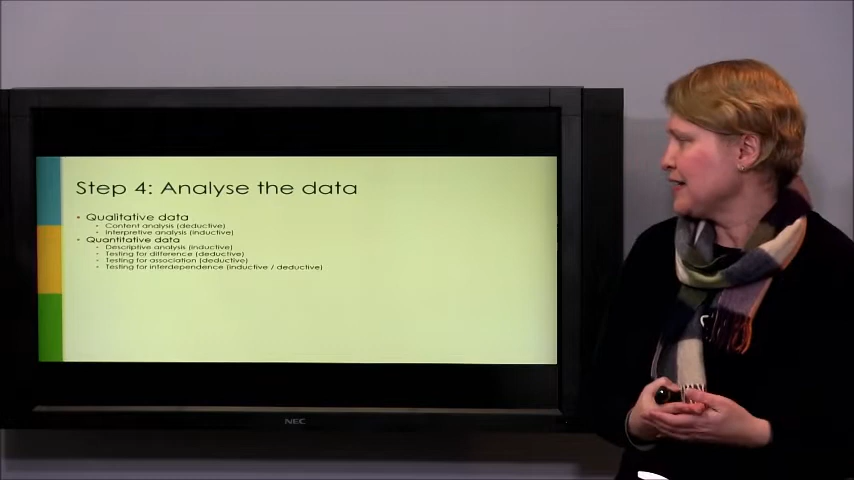 Step 4: Analyse the data
• Qualitative data
• Content analysis (deductive)
• Interpretive analysis (inductive)
• Quantitative data
• Descriptive analysis (inductive)
• Testing for difference (deductive)
• Testing for association (deductive)
• Testing for interdependence (inductive / deductive)
NEC